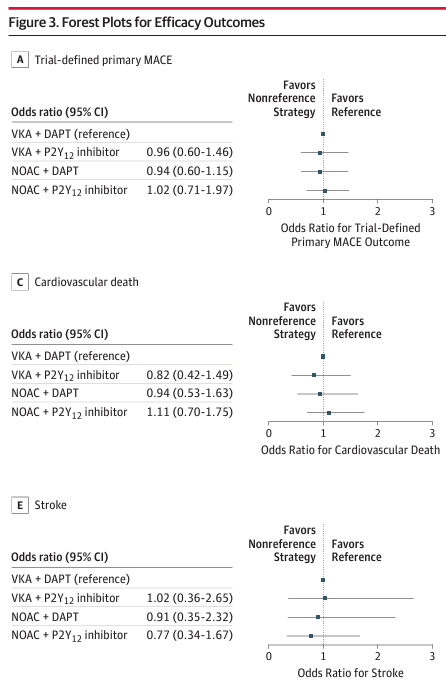 Figure 3. Forest Plots for Efficacy Outcomes
A Trial-defined primary MACE
Favors Nonreference Strategy
Favors Reference
Odds ratio (95% CI)
VKA + DAPT (reference)
VKA + P2Y12 inhibitor 0.96 (0.60-1.46)
NOAC + DAPT 0.94 (0.60-1.15)
NOAC + P2Y12 inhibitor 1.02 (0.71-1.97)
0 1 2 3
Odds Ratio for Trial-Defined
Primary MACE Outcome
C Cardiovascular death
Favors Nonreference Strategy
Favors Reference
Odds ratio (95% CI)
VKA + DAPT (reference)
VKA + P2Y12 inhibitor 0.82 (0.42-1.49)
NOAC + DAPT 0.94 (0.53-1.63)
NOAC + P2Y12 inhibitor 1.11 (0.70-1.75)
0 1 2 3
Odds Ratio for Cardiovascular Death
E Stroke
Favors Nonreference Strategy
Favors Reference
Odds ratio (95% CI)
VKA + DAPT (reference)
VKA + P2Y12 inhibitor 1.02 (0.36-2.65)
NOAC + DAPT 0.91 (0.35-2.32)
NOAC + P2Y12 inhibitor 0.77 (0.34-1.67)
0 1 2 3
Odds Ratio for Stroke